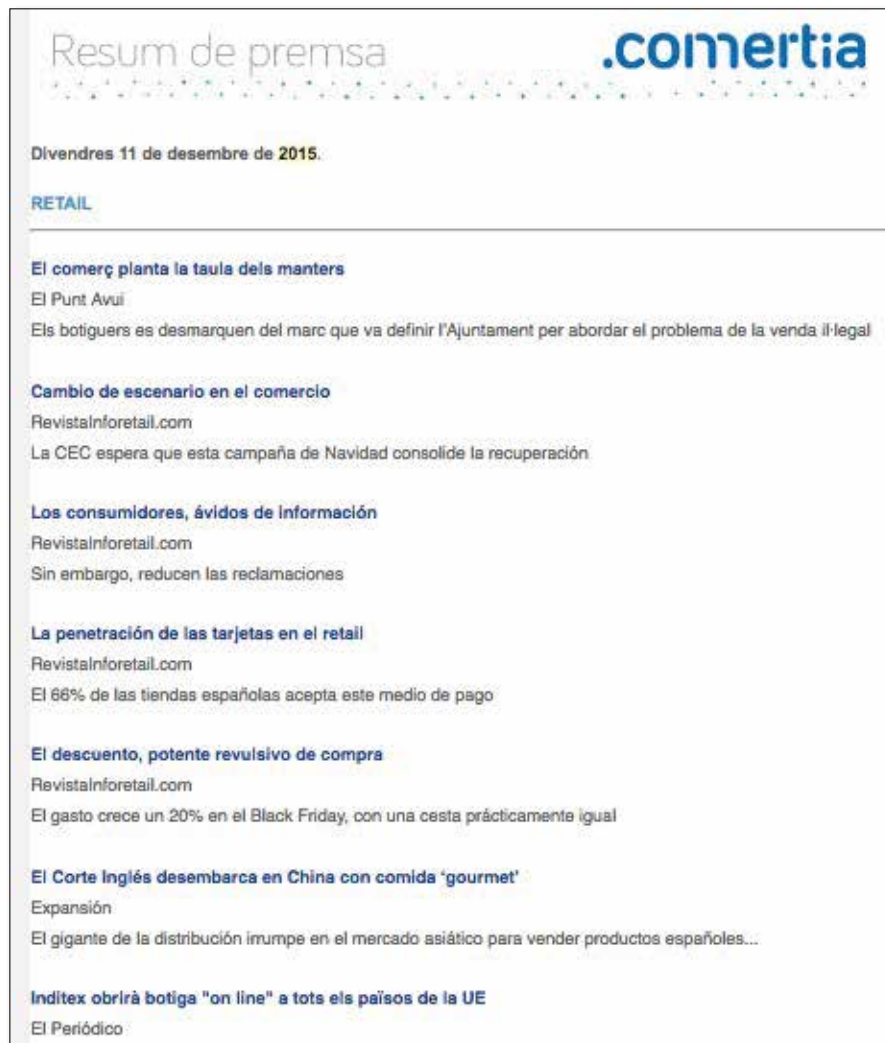 Resum de premsa
.comertia
Divendres 11 de desembre de 2015.
RETAIL
El comerç planta la taula dels manters
El Punt Avui
Els botiguers es desmarquen del marc que va definir l'Ajuntament per abordar el problema de la venda il·legal
Cambio de escenario en el comercio
RevistaInforetail.com
La CEC espera que esta campaña de Navidad consolide la recuperación
Los consumidores, ávidos de información
RevistaInforetail.com
Sin embargo, reducen las reclamaciones
La penetración de las tarjetas en el retail
RevistaInforetail.com
El 66% de las tiendas españolas acepta este medio de pago
El descuento, potente revulsivo de compra
RevistaInforetail.com
El gasto crece un 20% en el Black Friday, con una cesta prácticamente igual
El Corte Inglés desembarca en China con comida ‘gourmet’
Expansión
El gigante de la distribución irrumpe en el mercado asiático para vender productos españoles...
Inditex obrirà botiga "on line" a tots els països de la UE
El Periódico